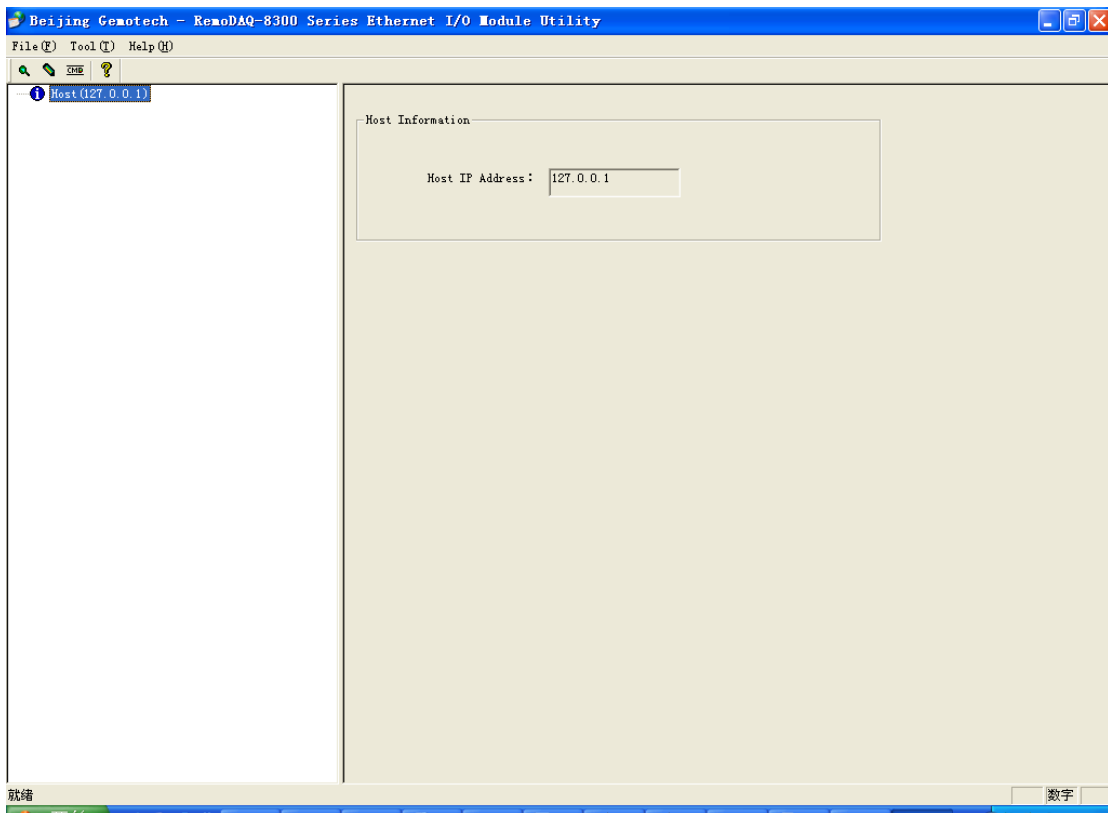 Beijing Gemotech - RemoDAQ-8300 Series Ethernet I/O Module Utility
File(F) Tool(T) Help(H)
CMD
Host(127.0.0.1)
Host Information
Host IP Address： 127.0.0.1
就绪
数字